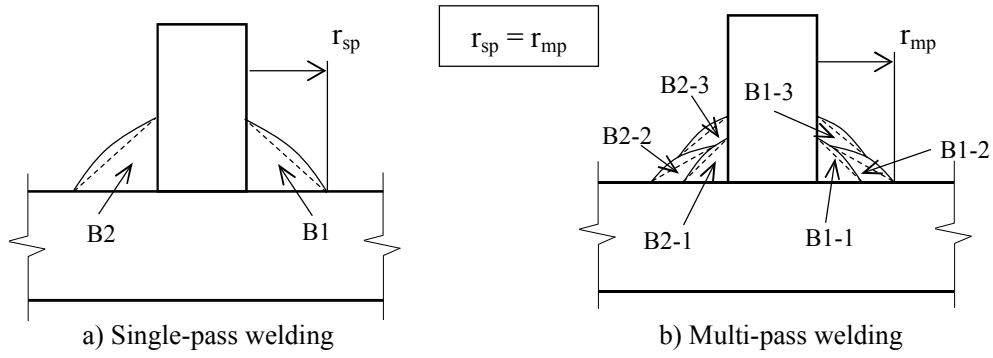 r_sp
r_sp = r_mp
r_mp
B2-3
B1-3
B2-2
B1-2
B2
B1
B2-1
B1-1
a) Single-pass welding
b) Multi-pass welding